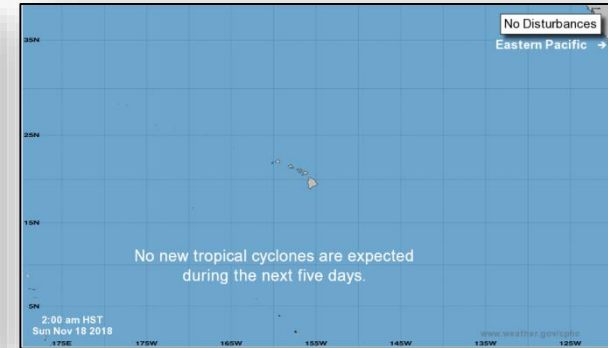 No Disturbances
Eastern Pacific →
35N
25N
15N
5N
No new tropical cyclones are expected
during the next five days.
2:00 am HST
Sun Nov 18 2018
www.weather.gov/cphc
175E 175W 165W 155W 145W 135W 125W